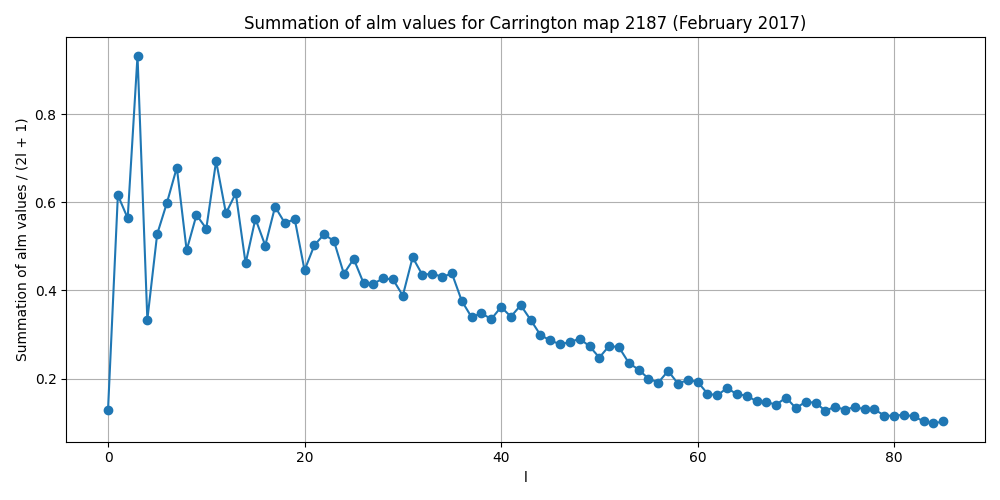 Summation of alm values for Carrington map 2187 (February 2017)
Summation of alm values / (2l + 1)
0.8
0.6
0.4
0.2
0 20 40 60 80
l